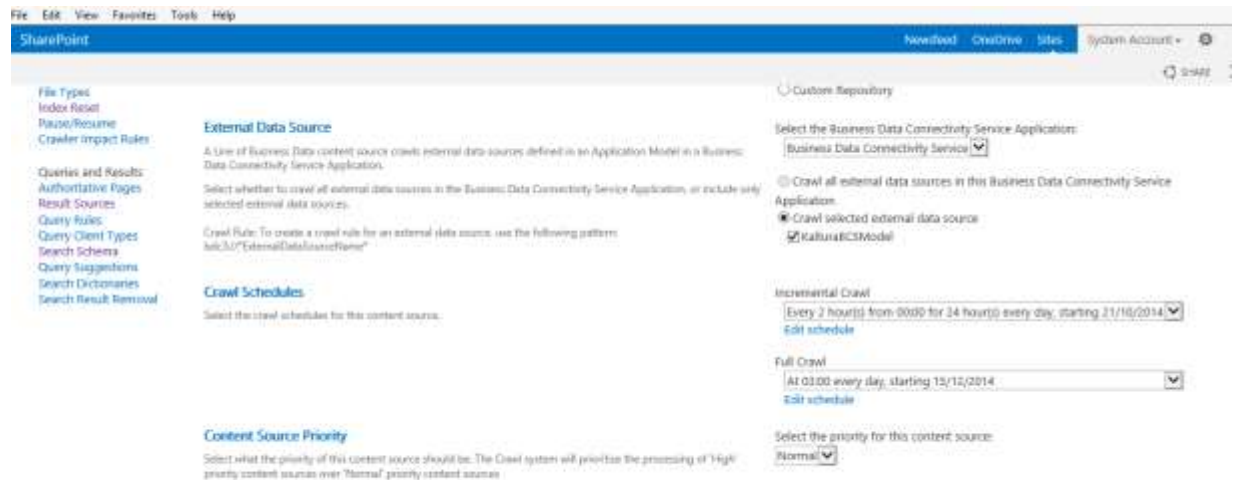 File Edit View Favorites Tools Help
SharePoint
Newsfeed OneDrive Sites System Account
SHARE
File Types
Index Reset
Pause/Resume
Crawler Impact Rules
Queries and Results
Authoritative Pages
Result Sources
Query Rules
Query Client Types
Search Schema
Query Suggestions
Search Dictionaries
Search Result Removal
External Data Source
A Line of Business Data content source crawls external data sources defined in an Application Model in a Business
Data Connectivity Service Application.
Select whether to crawl all external data sources in the Business Data Connectivity Service Application, or include only
selected external data sources.
Crawl Rule: To create a crawl rule for an external data source, use the following pattern:
bdc3://*ExternalDataSourceName*
Crawl Schedules
Select the crawl schedules for this content source.
Content Source Priority
Select what the priority of this content source should be. The Crawl system will prioritize the processing of 'High'
priority content sources over 'Normal' priority content sources
Custom Repository
Select the Business Data Connectivity Service Application:
Business Data Connectivity Service
Crawl all external data sources in this Business Data Connectivity Service
Application
Crawl selected external data source
KalturaBCSModel
Incremental Crawl
Every 2 hour(s) from 00:00 for 24 hour(s) every day, starting 21/10/2014
Edit schedule
Full Crawl
At 03:00 every day, starting 15/12/2014
Edit schedule
Select the priority for this content source:
Normal